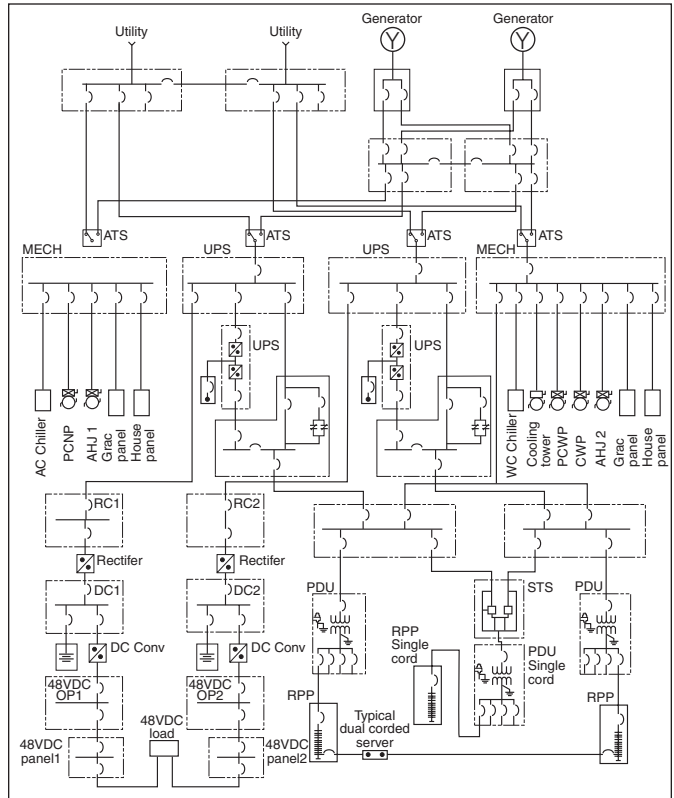 Utility
Utility
Generator
Generator
ATS
ATS
ATS
ATS
MECH
UPS
UPS
MECH
UPS
UPS
AC Chiller
PCNP
AHJ 1
Grac
panel
House
panel
WC Chiller
Cooling
tower
PCWP
CWP
AHJ 2
Grac
panel
House
panel
RC1
RC2
Rectifer
Rectifer
DC1
DC2
PDU
STS
PDU
DC Conv
DC Conv
RPP
Single
cord
PDU
Single
cord
48VDC
OP1
48VDC
OP2
RPP
RPP
48VDC
load
Typical
dual corded
server
48VDC
panel1
48VDC
panel2